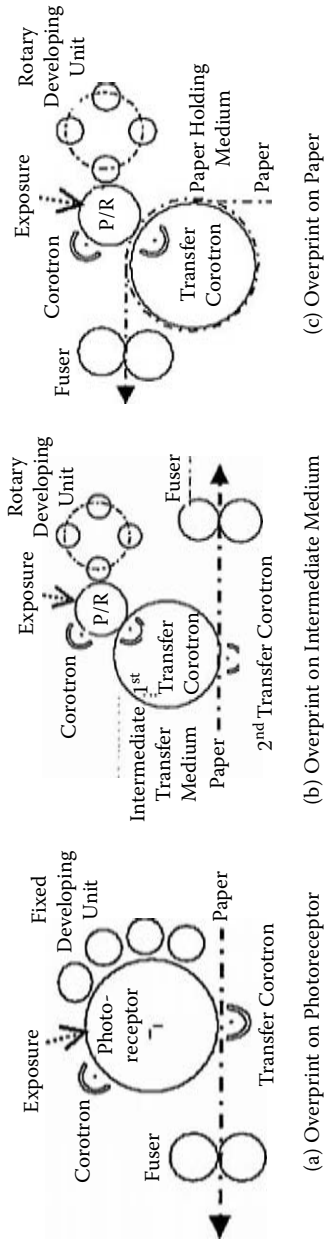 Exposure
Corotron
Photo-
receptor
Fixed
Developing
Unit
Fuser
Paper
Transfer Corotron
(a) Overprint on Photoreceptor
Exposure
Corotron
P/R
Rotary
Developing
Unit
Intermediate
Transfer
Medium
1st
Transfer
Corotron
Fuser
Paper
2nd Transfer Corotron
(b) Overprint on Intermediate Medium
Exposure
Corotron
P/R
Rotary
Developing
Unit
Fuser
Transfer
Corotron
Paper Holding
Medium
Paper
(c) Overprint on Paper